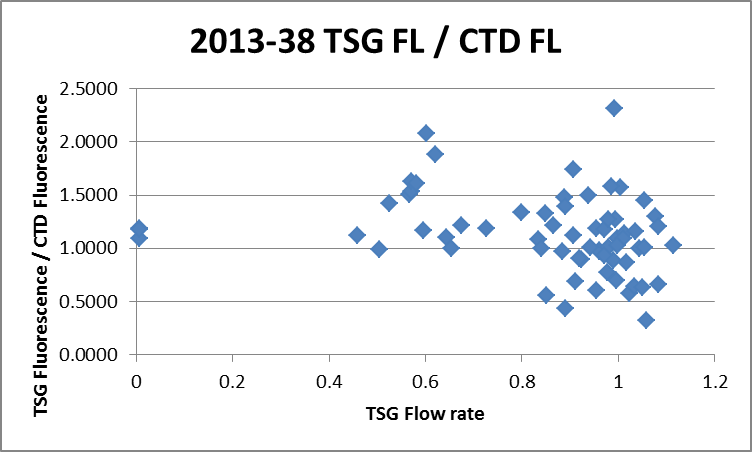 2013-38 TSG FL / CTD FL
TSG Fluorescence / CTD Fluorescence
2.5000
2.0000
1.5000
1.0000
0.5000
0.0000
0 0.2 0.4 0.6 0.8 1 1.2
TSG Flow rate